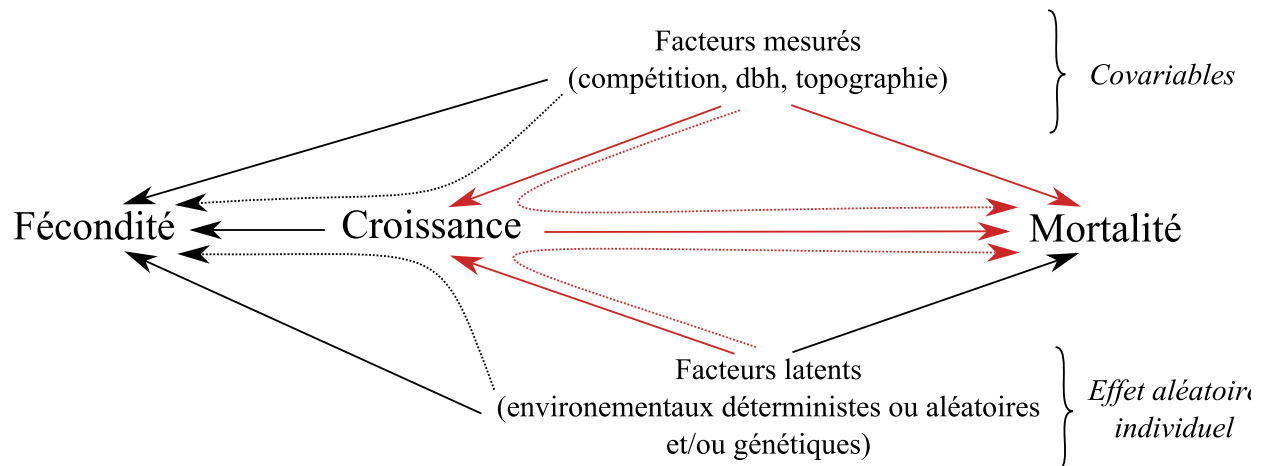 Facteurs mesurés
(compétition, dbh, topographie)
Covariables
Fécondité
Croissance
Mortalité
Facteurs latents
(environementaux déterministes ou aléatoires
et/ou génétiques)
Effet aléatoire
individuel